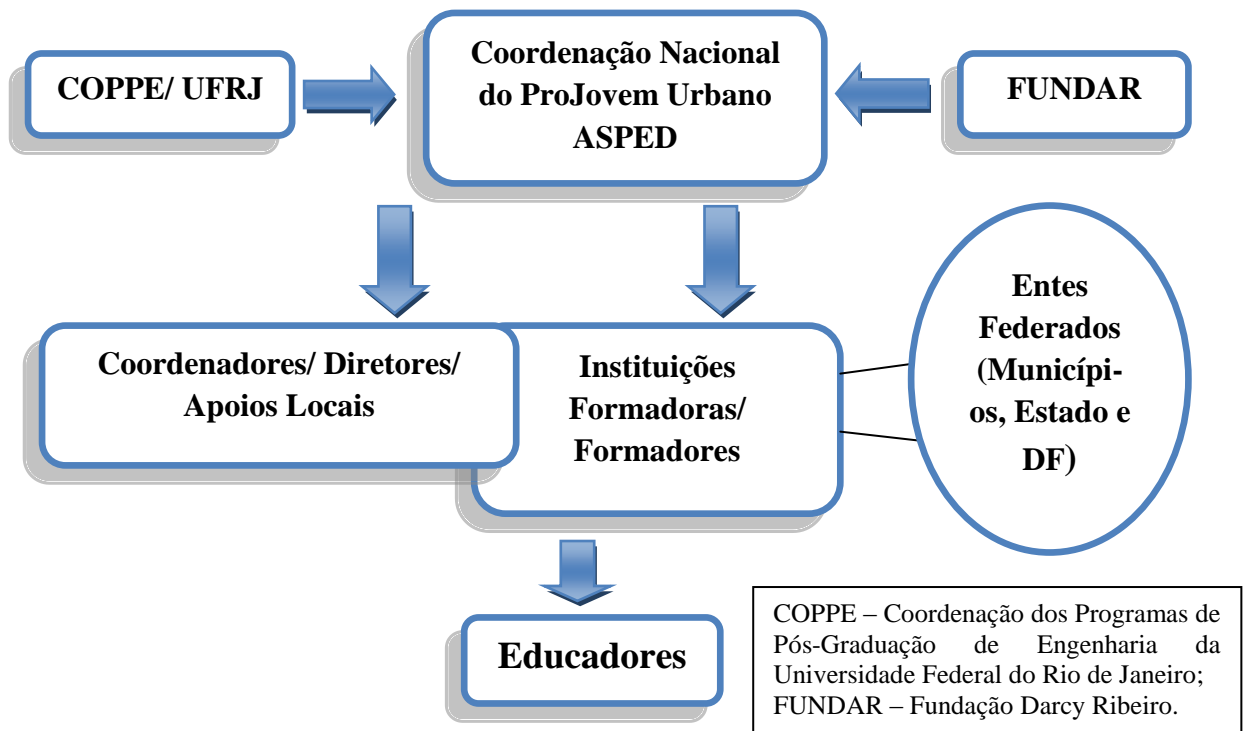 COPPE/ UFRJ
Coordenação Nacional
do ProJovem Urbano
ASPED
FUNDAR
Coordenadores/ Diretores/
Apoios Locais
Instituições
Formadoras/
Formadores
Entes
Federados
(Municípi-
os, Estado e
DF)
Educadores
COPPE – Coordenação dos Programas de
Pós-Graduação de Engenharia da
Universidade Federal do Rio de Janeiro;
FUNDAR – Fundação Darcy Ribeiro.